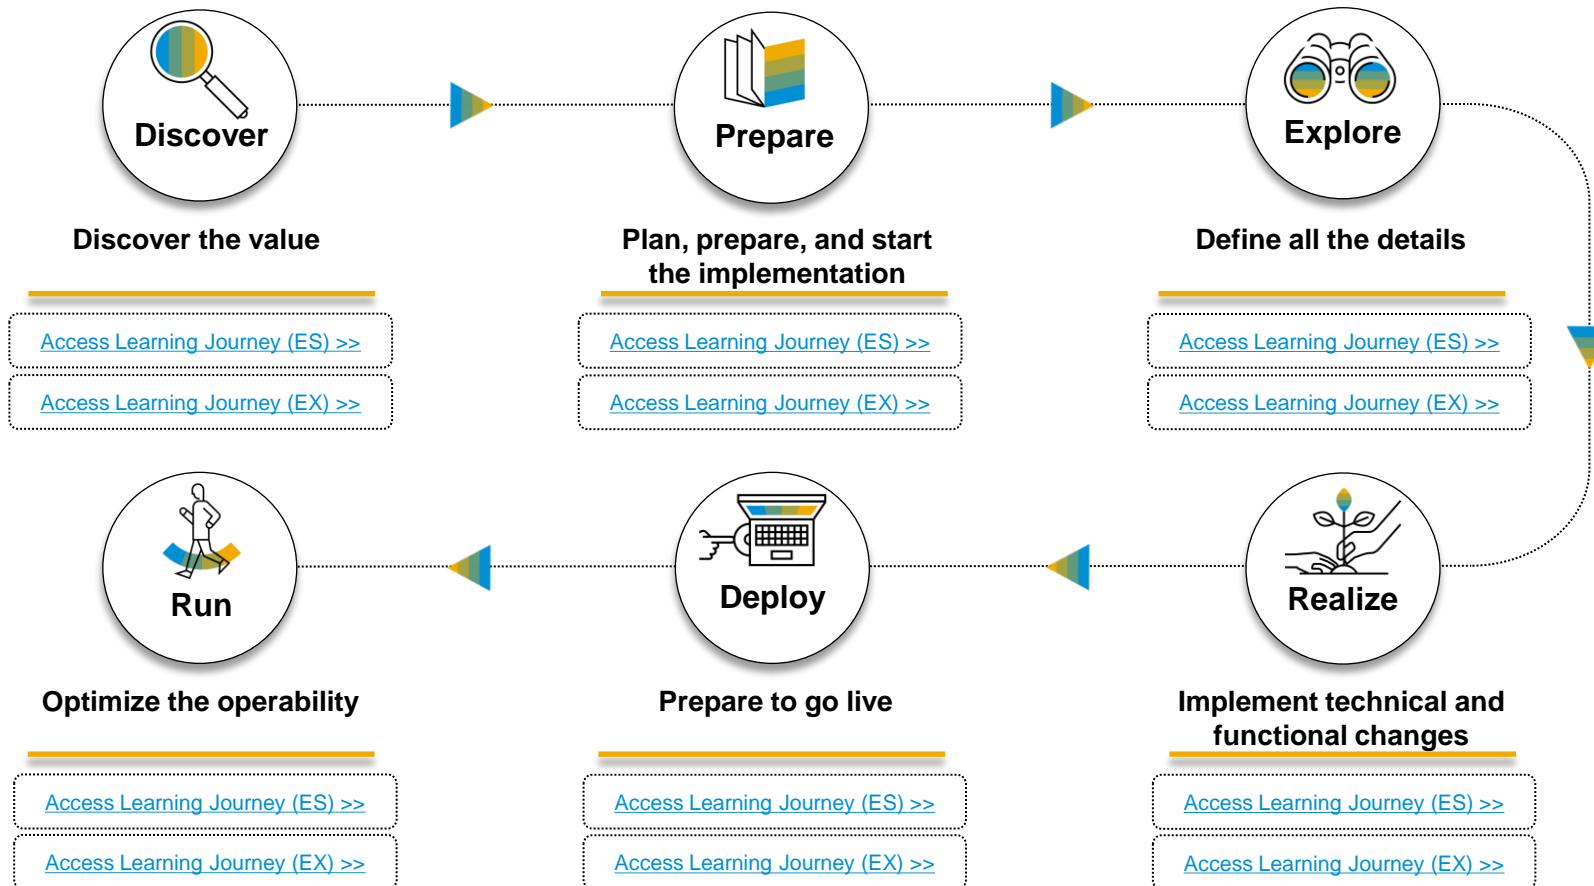 Discover
Prepare
Explore
Discover the value
Plan, prepare, and start
the implementation
Define all the details
Access Learning Journey (ES) >>
Access Learning Journey (ES) >>
Access Learning Journey (ES) >>
Access Learning Journey (EX) >>
Access Learning Journey (EX) >>
Access Learning Journey (EX) >>
Run
Deploy
Realize
Optimize the operability
Prepare to go live
Implement technical and
functional changes
Access Learning Journey (ES) >>
Access Learning Journey (ES) >>
Access Learning Journey (ES) >>
Access Learning Journey (EX) >>
Access Learning Journey (EX) >>
Access Learning Journey (EX) >>